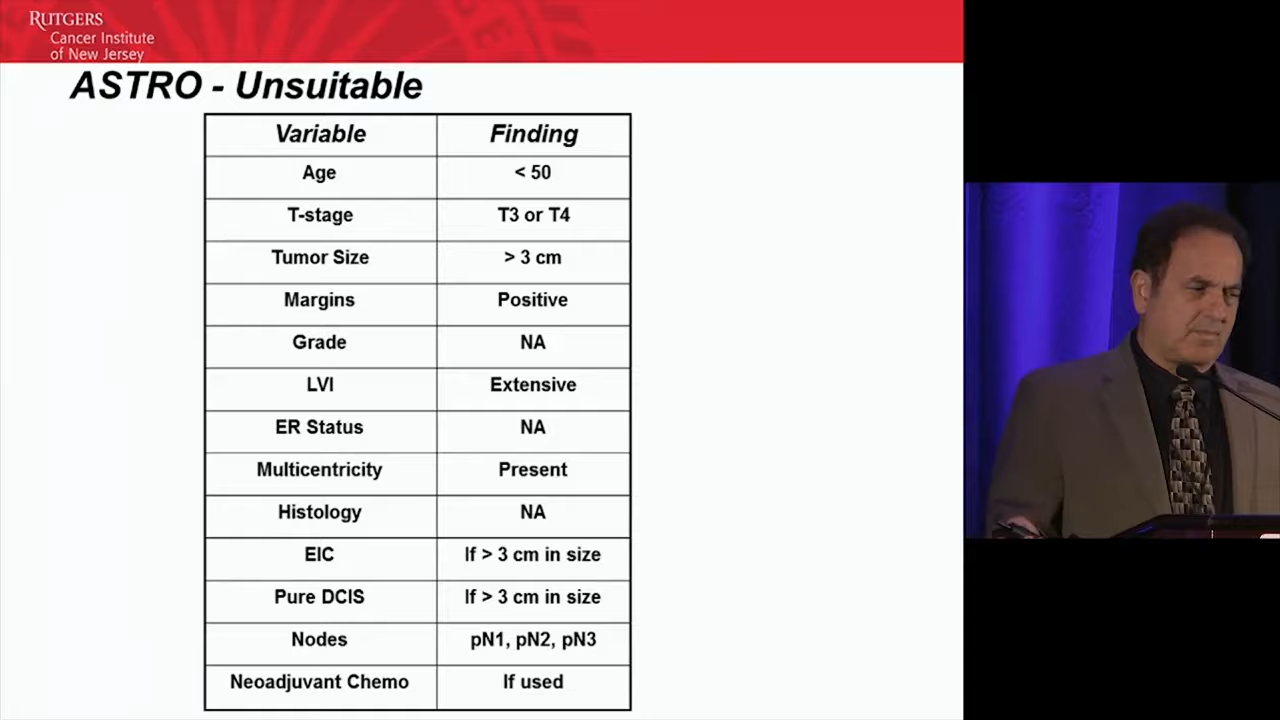 RUTGERS
Cancer Institute
of New Jersey
ASTRO - Unsuitable
Variable Finding
Age < 50
T-stage T3 or T4
Tumor Size > 3 cm
Margins Positive
Grade NA
LVI Extensive
ER Status NA
Multicentricity Present
Histology NA
EIC If > 3 cm in size
Pure DCIS If > 3 cm in size
Nodes pN1, pN2, pN3
Neoadjuvant Chemo If used